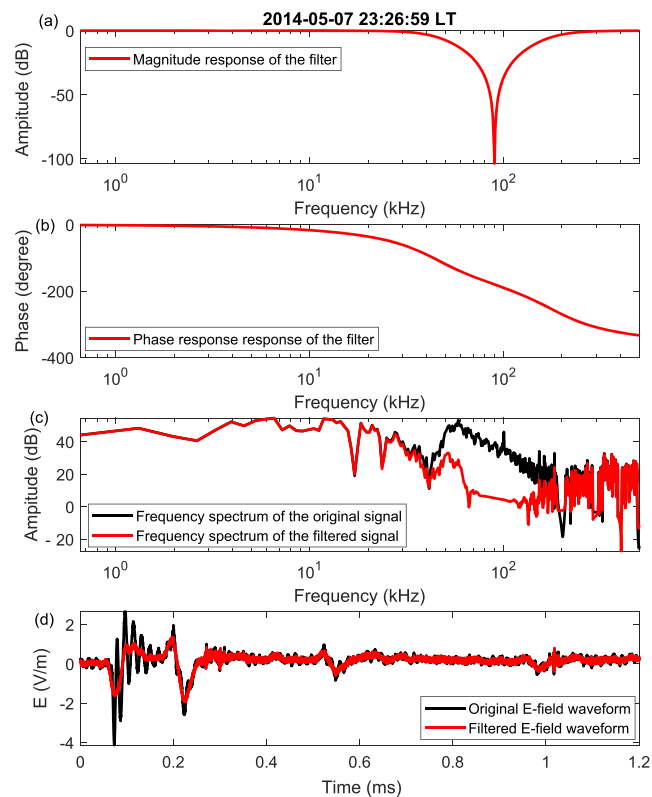 2014-05-07 23:26:59 LT
(a)
0
-50
-100
Ampitude (dB)
Magnitude response of the filter
10^0
10^1
10^2
Frequency (kHz)
(b)
0
-200
-400
Phase (degree)
Phase response response of the filter
10^0
10^1
10^2
Frequency (kHz)
(c)
40
20
0
- 20
Amplitude (dB)
Frequency spectrum of the original signal
Frequency spectrum of the filtered signal
10^0
10^1
10^2
Frequency (kHz)
(d)
2
0
-2
-4
E (V/m)
Original E-field waveform
Filtered E-field waveform
0 0.2 0.4 0.6 0.8 1 1.2
Time (ms)